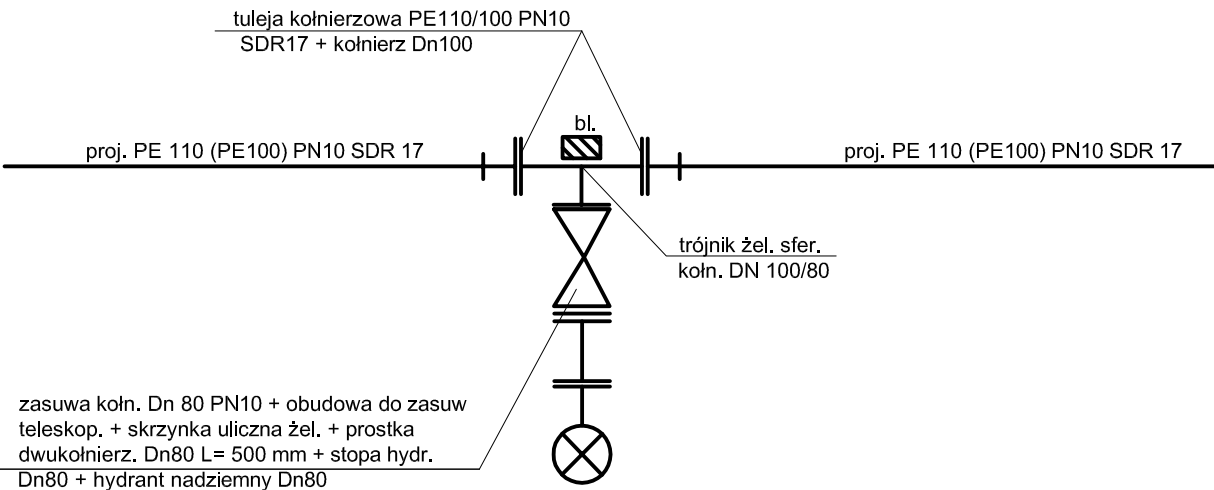 tuleja kołnierzowa PE110/100 PN10
SDR17 + kołnierz Dn100
bl.
proj. PE 110 (PE100) PN10 SDR 17
proj. PE 110 (PE100) PN10 SDR 17
trójnik żel. sfer.
kołn. DN 100/80
zasuwa kołn. Dn 80 PN10 + obudowa do zasuw
teleskop. + skrzynka uliczna żel. + prostka
dwukołnierz. Dn80 L= 500 mm + stopa hydr.
Dn80 + hydrant nadziemny Dn80